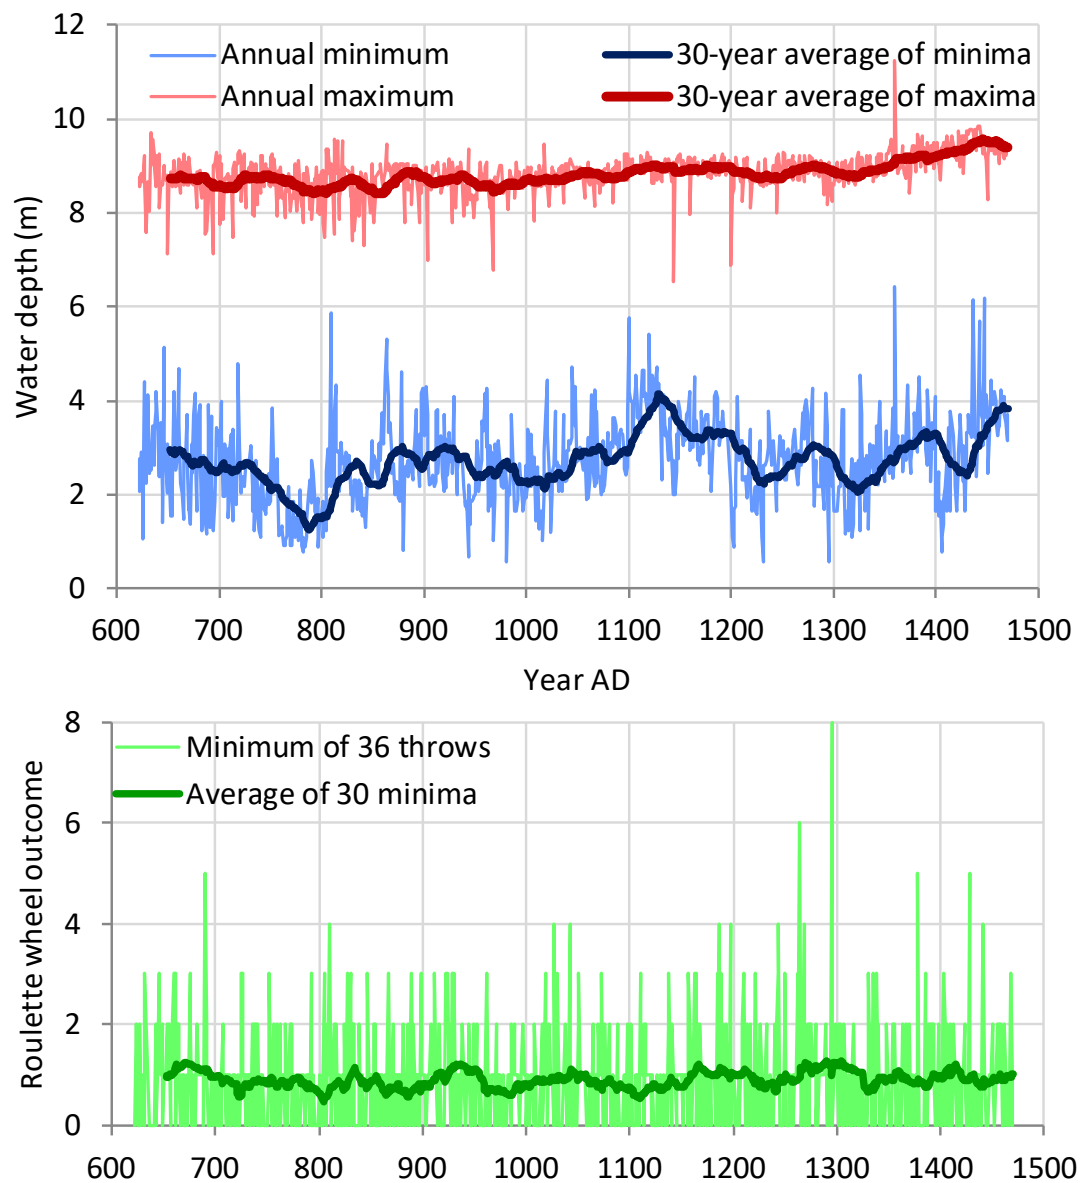 12
Annual minimum
30-year average of minima
Annual maximum
30-year average of maxima
10
8
6
4
2
0
Water depth (m)
600 700 800 900 1000 1100 1200 1300 1400 1500
Year AD
8
Minimum of 36 throws
Average of 30 minima
6
4
2
0
Roulette wheel outcome
600 700 800 900 1000 1100 1200 1300 1400 1500